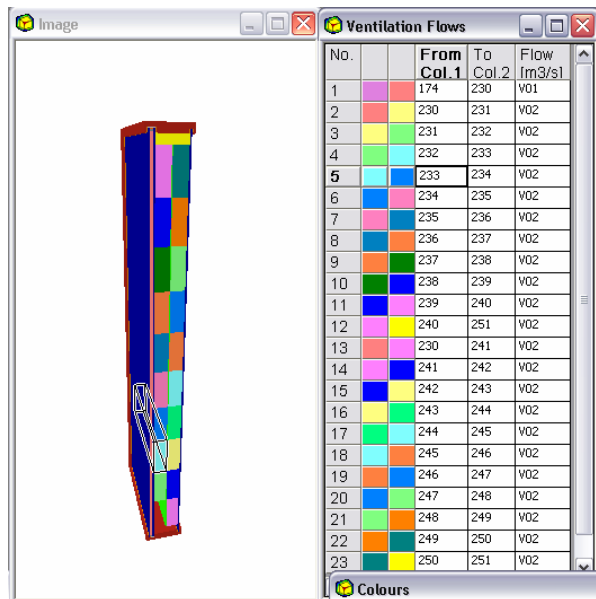 Image
Ventilation Flows
No. From To Flow
Col.1 Col.2 [m3/s]
1 174 230 V01
2 230 231 V02
3 231 232 V02
4 232 233 V02
5 233 234 V02
6 234 235 V02
7 235 236 V02
8 236 237 V02
9 237 238 V02
10 238 239 V02
11 239 240 V02
12 240 251 V02
13 230 241 V02
14 241 242 V02
15 242 243 V02
16 243 244 V02
17 244 245 V02
18 245 246 V02
19 246 247 V02
20 247 248 V02
21 248 249 V02
22 249 250 V02
23 250 251 V02
Colours